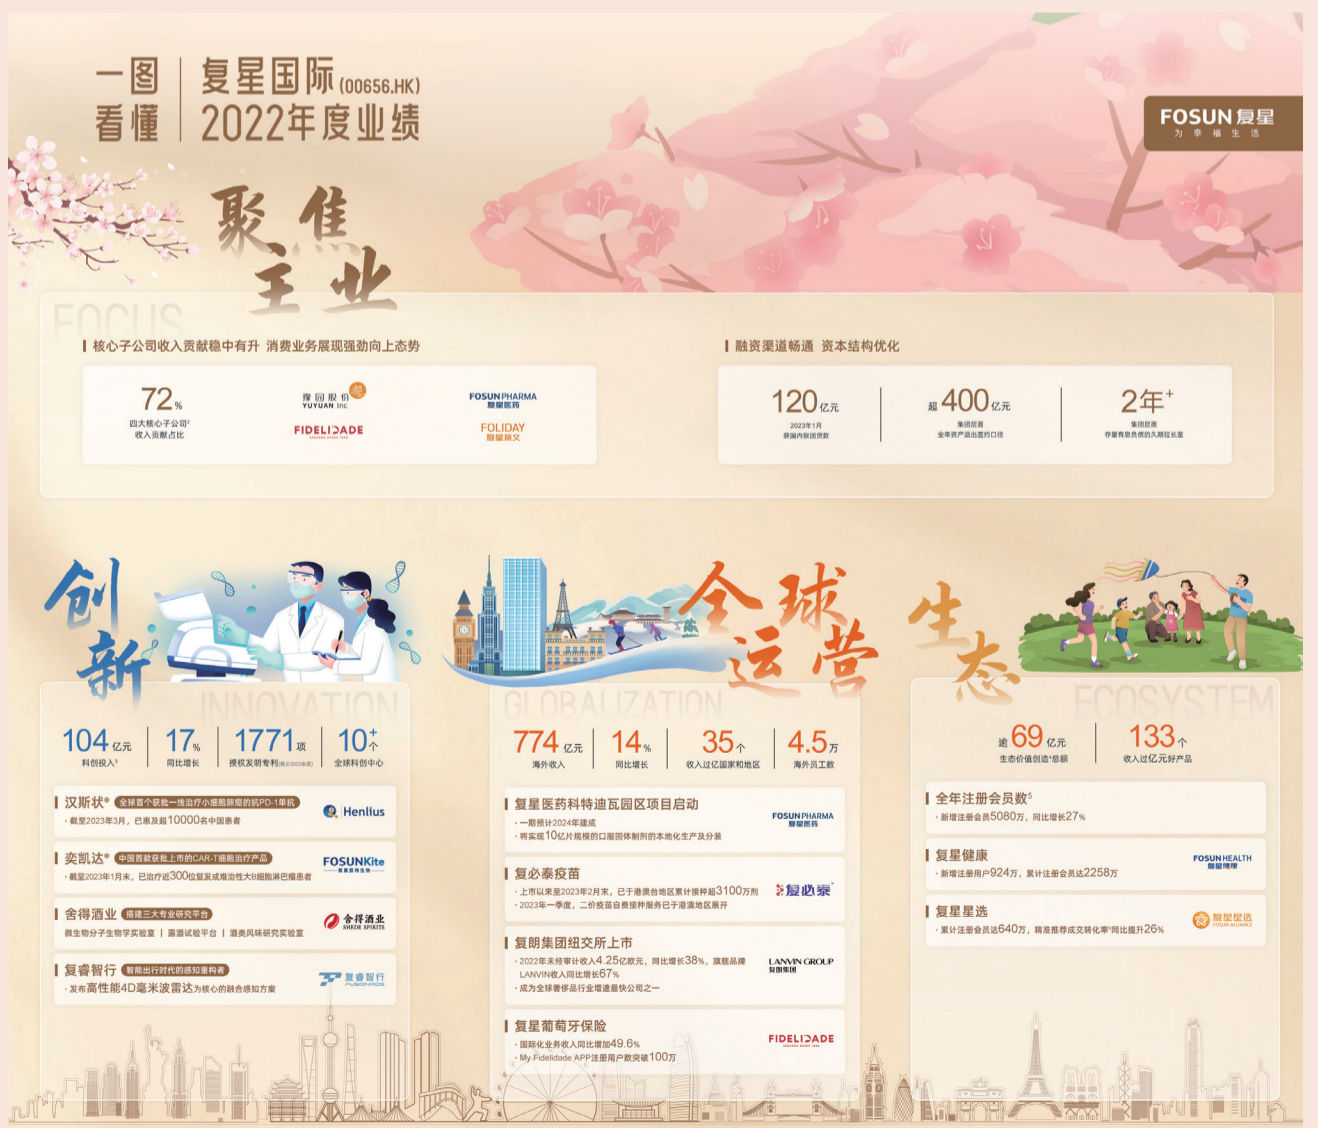 一图看懂
复星国际(00656.HK)
2022年度业绩
FOSUN 复星
为幸福生活
聚焦
主业
FOCUS
核心子公司收入贡献稳中有升 消费业务展现强劲向上态势
72%
四大核心子公司²
收入贡献占比
豫园股份
YUYUAN Inc.
FOSUN PHARMA
复星医药
FIDELIDADE
SEGUROS DESDE 1808
FOLIDAY
复星旅文
融资渠道畅通 资本结构优化
120亿元
2023年1月
获国内银团贷款
超400亿元
集团层面
全年资产退出签约口径
2年⁺
集团层面
存量有息负债的久期拉长至
创新
INNOVATION
104亿元
科创投入³
17%
同比增长
1771项
授权发明专利(截止2022年底)
10⁺个
全球科创中心
汉斯状® 全球首个获批一线治疗小细胞肺癌的抗PD-1单抗
·截至2023年3月，已惠及超10000名中国患者
Henlius
奕凯达® 中国首款获批上市的CAR-T细胞治疗产品
·截至2023年1月末，已治疗近300位复发或难治性大B细胞淋巴瘤患者
FOSUNKite
复星凯特生物
舍得酒业 搭建三大专业研究平台
微生物分子生物学实验室 | 露酒试验平台 | 酒类风味研究实验室
舍得酒业
SHEDE SPIRITS
复睿智行 智能出行时代的感知重构者
·发布高性能4D毫米波雷达为核心的融合感知方案
复睿智行
FUSIONRIDE
全球
运营
GLOBALIZATION
774亿元
海外收入
14%
同比增长
35个
收入过亿国家和地区
4.5万
海外员工数
复星医药科特迪瓦园区项目启动
·一期预计2024年建成
·将实现10亿片规模的口服固体制剂的本地化生产及分装
FOSUN PHARMA
复星医药
复必泰疫苗
·上市以来至2023年2月末，已于港澳台地区累计接种超3100万剂
·2023年一季度，二价疫苗自费接种服务已于港澳地区展开
复必泰
复朗集团纽交所上市
·2022年未经审计收入4.25亿欧元，同比增长38%，旗舰品牌
LANVIN收入同比增长67%
·成为全球奢侈品行业增速最快公司之一
LANVIN GROUP
复朗集团
复星葡萄牙保险
·国际化业务收入同比增加49.6%
·My Fidelidade APP注册用户数突破100万
FIDELIDADE
SEGUROS DESDE 1808
生态
ECOSYSTEM
逾69亿元
生态价值创造⁴总额
133个
收入过亿元好产品
全年注册会员数⁵
·新增注册会员5080万，同比增长27%
复星健康
·新增注册用户924万，累计注册会员达2258万
FOSUN HEALTH
复星健康
复星星选
·累计注册会员达640万，精准推荐成交转化率⁶同比提升26%
复星星选
FOSUN ALLIANCE